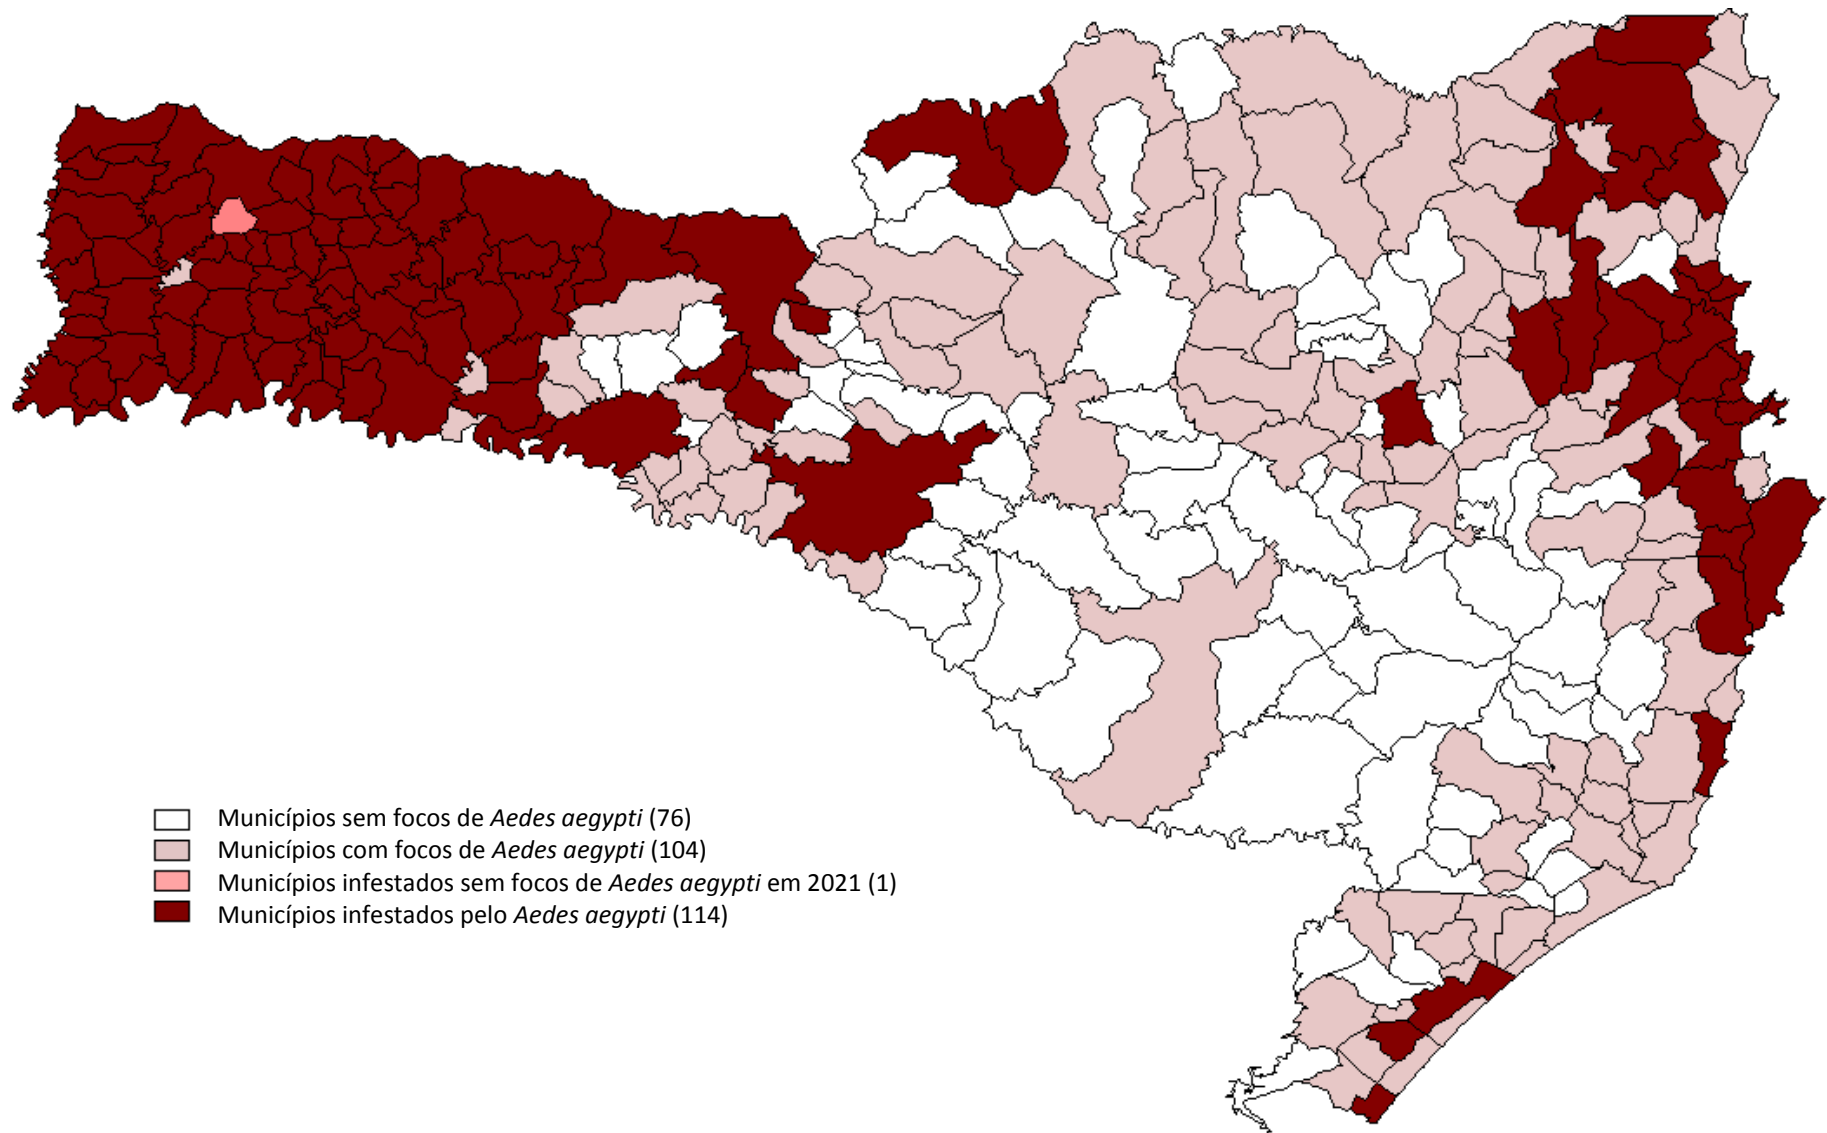 Municípios sem focos de Aedes aegypti (76)
Municípios com focos de Aedes aegypti (104)
Municípios infestados sem focos de Aedes aegypti em 2021 (1)
Municípios infestados pelo Aedes aegypti (114)